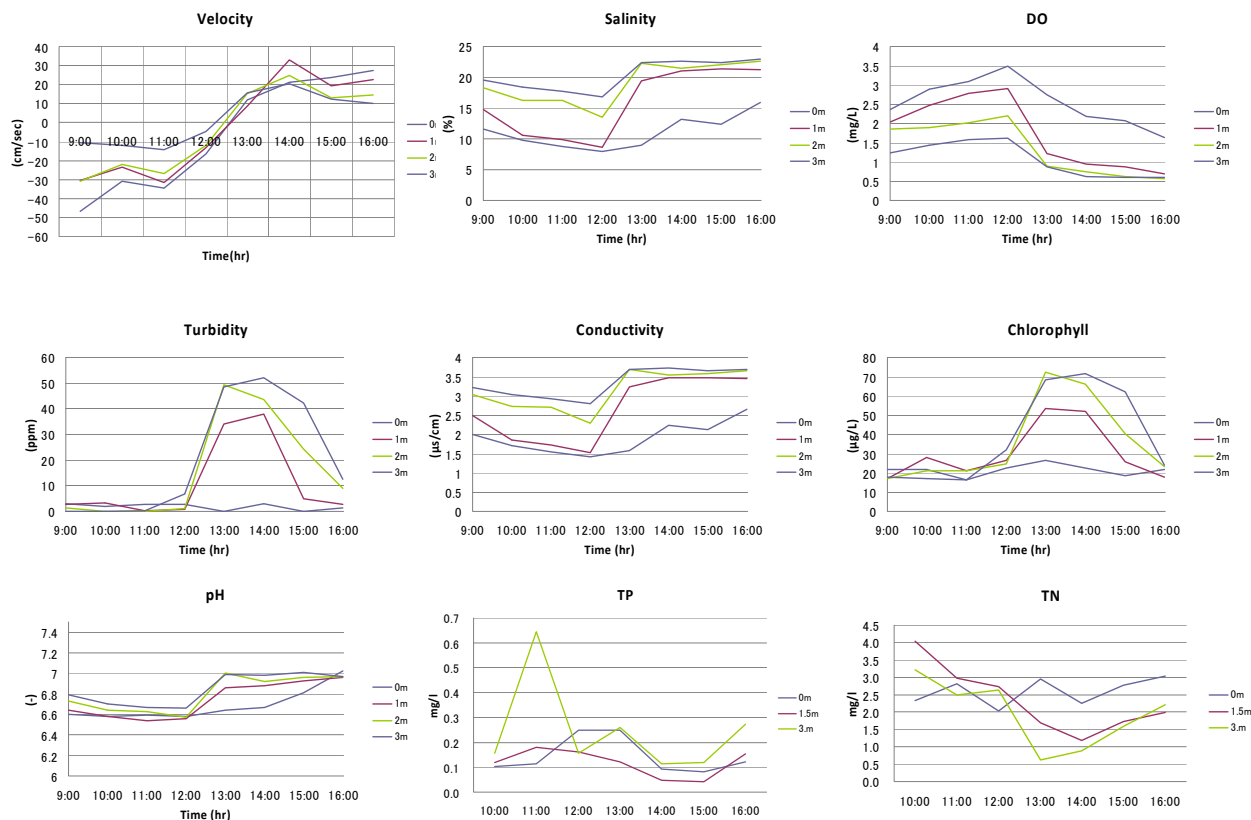 Velocity
40
30
20
10
0
-10
-20
-30
-40
-50
-60
(cm/sec)
9:00 10:00 11:00 12:00 13:00 14:00 15:00 16:00
Time(hr)
0
1
2
3
Salinity
25
20
15
10
5
0
(%)
9:00 10:00 11:00 12:00 13:00 14:00 15:00 16:00
Time (hr)
0m
1m
2m
3m
DO
4
3.5
3
2.5
2
1.5
1
0.5
0
(mg/L)
9:00 10:00 11:00 12:00 13:00 14:00 15:00 16:00
Time (hr)
0m
1m
2m
3m
Turbidity
60
50
40
30
20
10
0
(ppm)
9:00 10:00 11:00 12:00 13:00 14:00 15:00 16:00
Time (hr)
0m
1m
2m
3m
Conductivity
4
3.5
3
2.5
2
1.5
1
0.5
0
(μs/cm)
9:00 10:00 11:00 12:00 13:00 14:00 15:00 16:00
Time (hr)
0m
1m
2m
3m
Chlorophyll
80
70
60
50
40
30
20
10
0
(μg/L)
9:00 10:00 11:00 12:00 13:00 14:00 15:00 16:00
Time (hr)
0m
1m
2m
3m
pH
7.4
7.2
7
6.8
6.6
6.4
6.2
6
(-)
9:00 10:00 11:00 12:00 13:00 14:00 15:00 16:00
Time (hr)
0m
1m
2m
3m
TP
0.7
0.6
0.5
0.4
0.3
0.2
0.1
0.0
mg/l
10:00 11:00 12:00 13:00 14:00 15:00 16:00
0m
1.5m
3.m
TN
4.5
4.0
3.5
3.0
2.5
2.0
1.5
1.0
0.5
0.0
mg/l
10:00 11:00 12:00 13:00 14:00 15:00 16:00
0m
1.5m
3.m